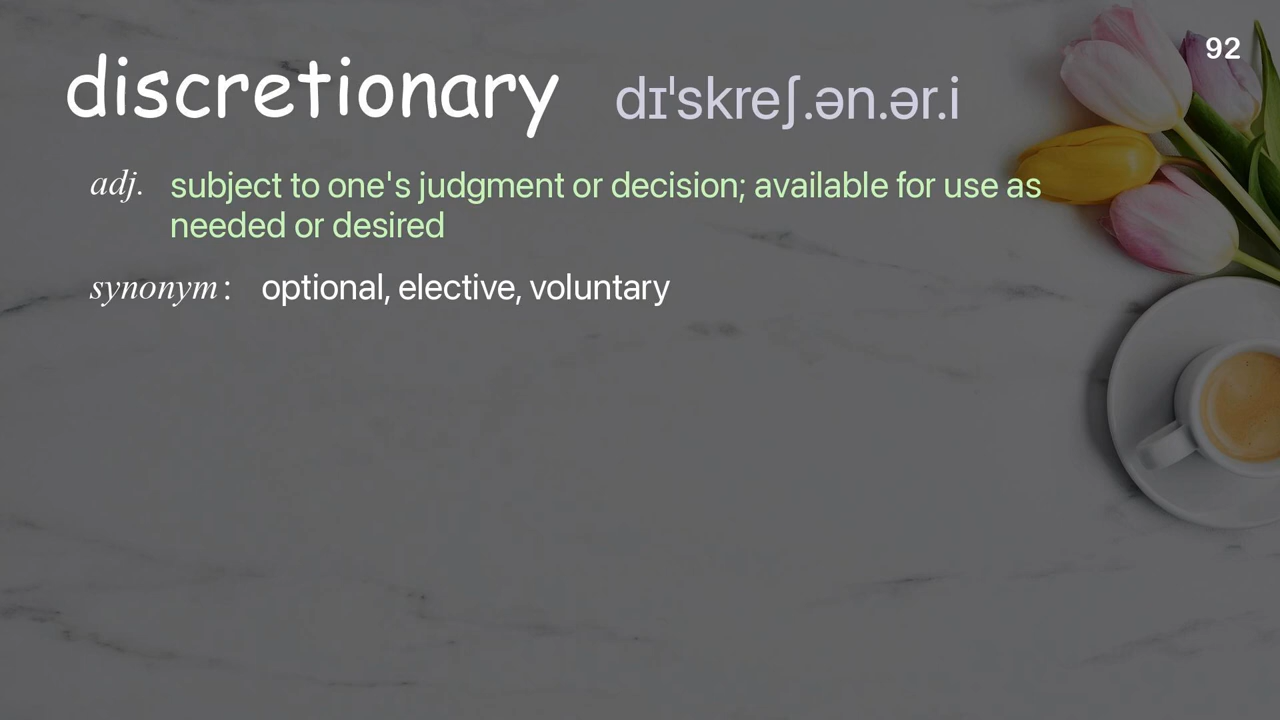 92
discretionary dɪˈskreʃ.ən.ər.i
adj. subject to one's judgment or decision; available for use as
needed or desired
synonym: optional, elective, voluntary